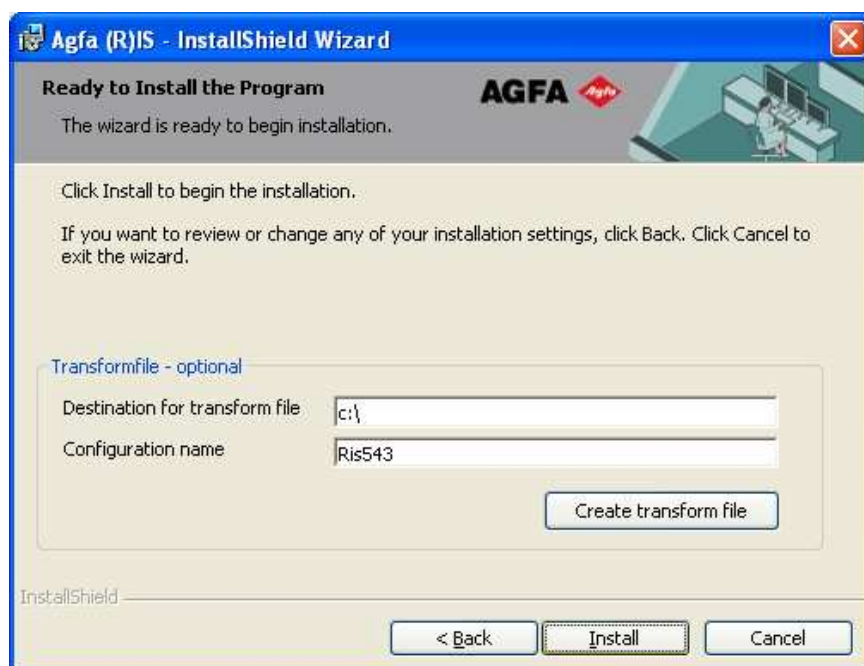 Agfa (R)IS - InstallShield Wizard
Ready to Install the Program
AGFA Agfa
The wizard is ready to begin installation.
Click Install to begin the installation.
If you want to review or change any of your installation settings, click Back. Click Cancel to
exit the wizard.
Transformfile - optional
Destination for transform file c:\
Configuration name Ris543
Create transform file
InstallShield
< Back Install Cancel